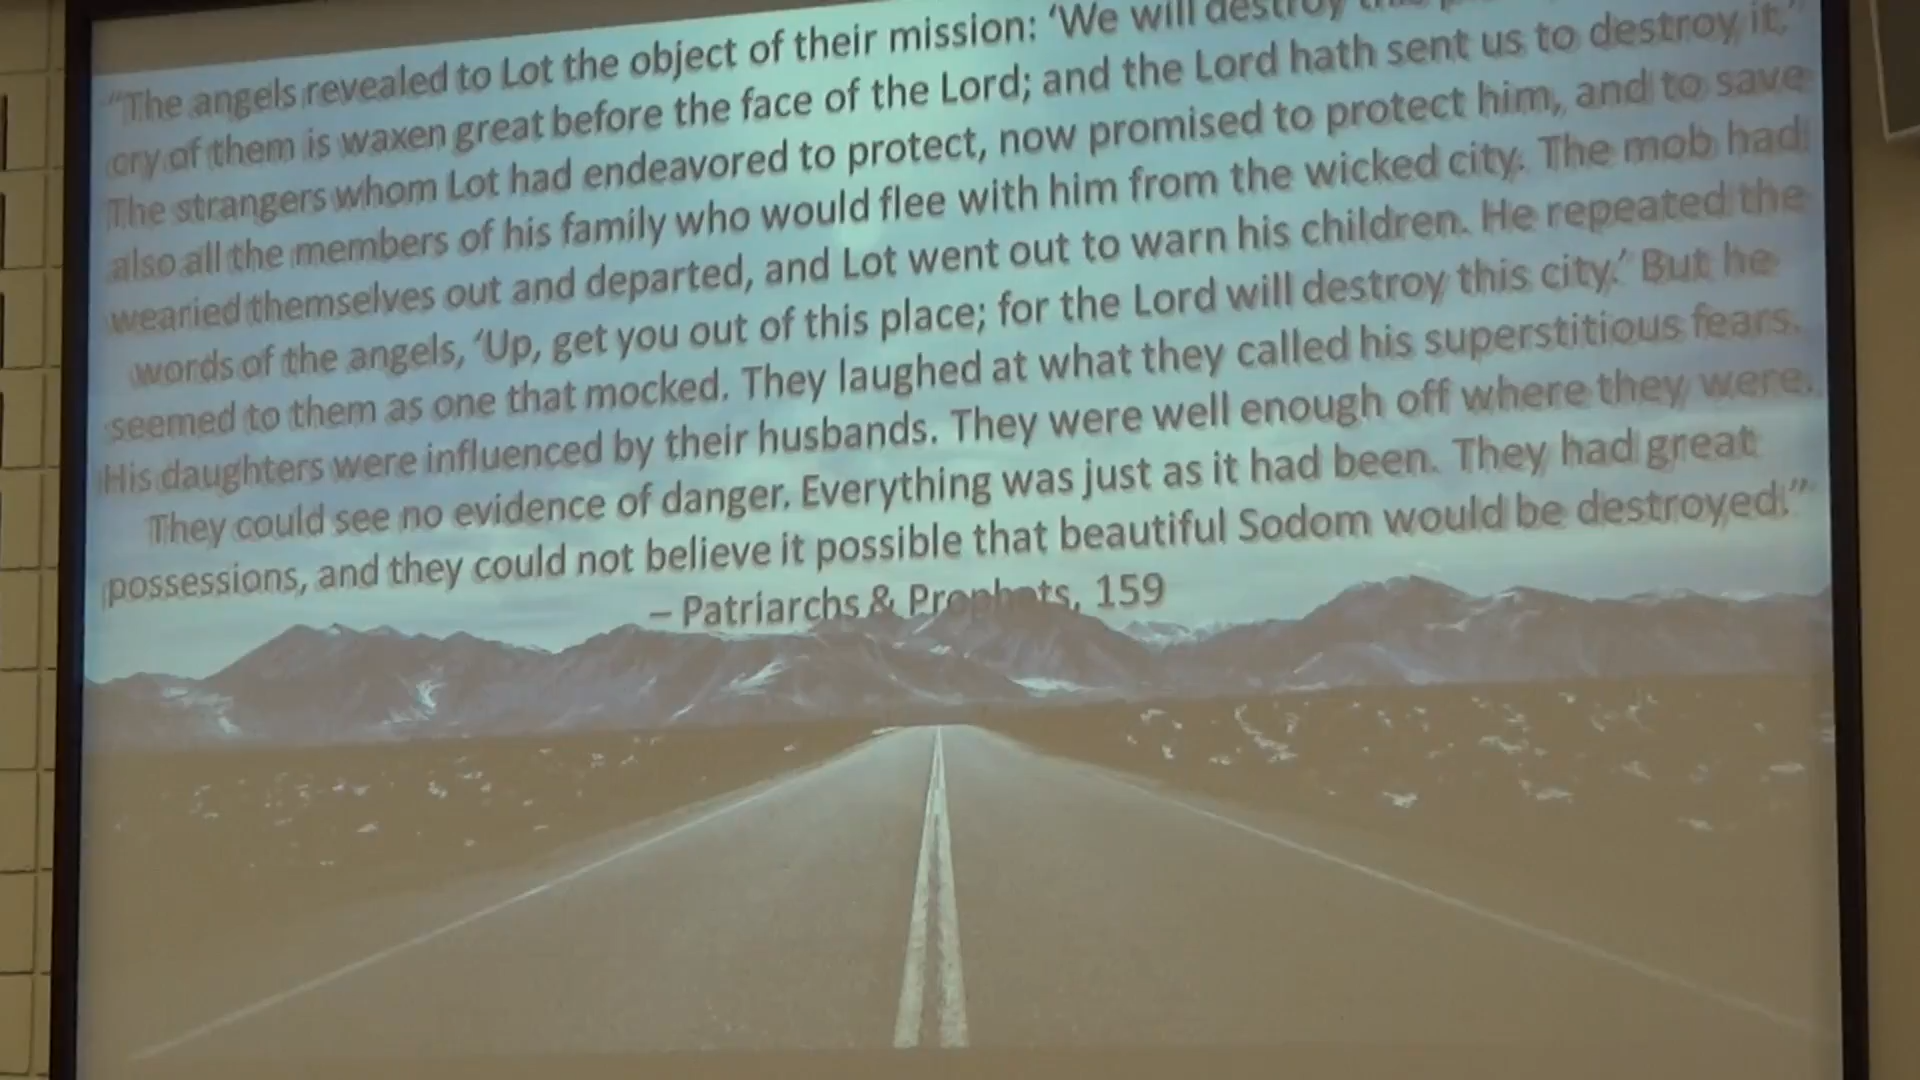 “The angels revealed to Lot the object of their mission: ‘We will destroy this
cry of them is waxen great before the face of the Lord; and the Lord hath sent us to destroy it.’
The strangers whom Lot had endeavored to protect, now promised to protect him, and to save
also all the members of his family who would flee with him from the wicked city. The mob had
wearied themselves out and departed, and Lot went out to warn his children. He repeated the
words of the angels, ‘Up, get you out of this place; for the Lord will destroy this city.’ But he
seemed to them as one that mocked. They laughed at what they called his superstitious fears.
His daughters were influenced by their husbands. They were well enough off where they were.
They could see no evidence of danger. Everything was just as it had been. They had great
possessions, and they could not believe it possible that beautiful Sodom would be destroyed.”
– Patriarchs & Prophets, 159